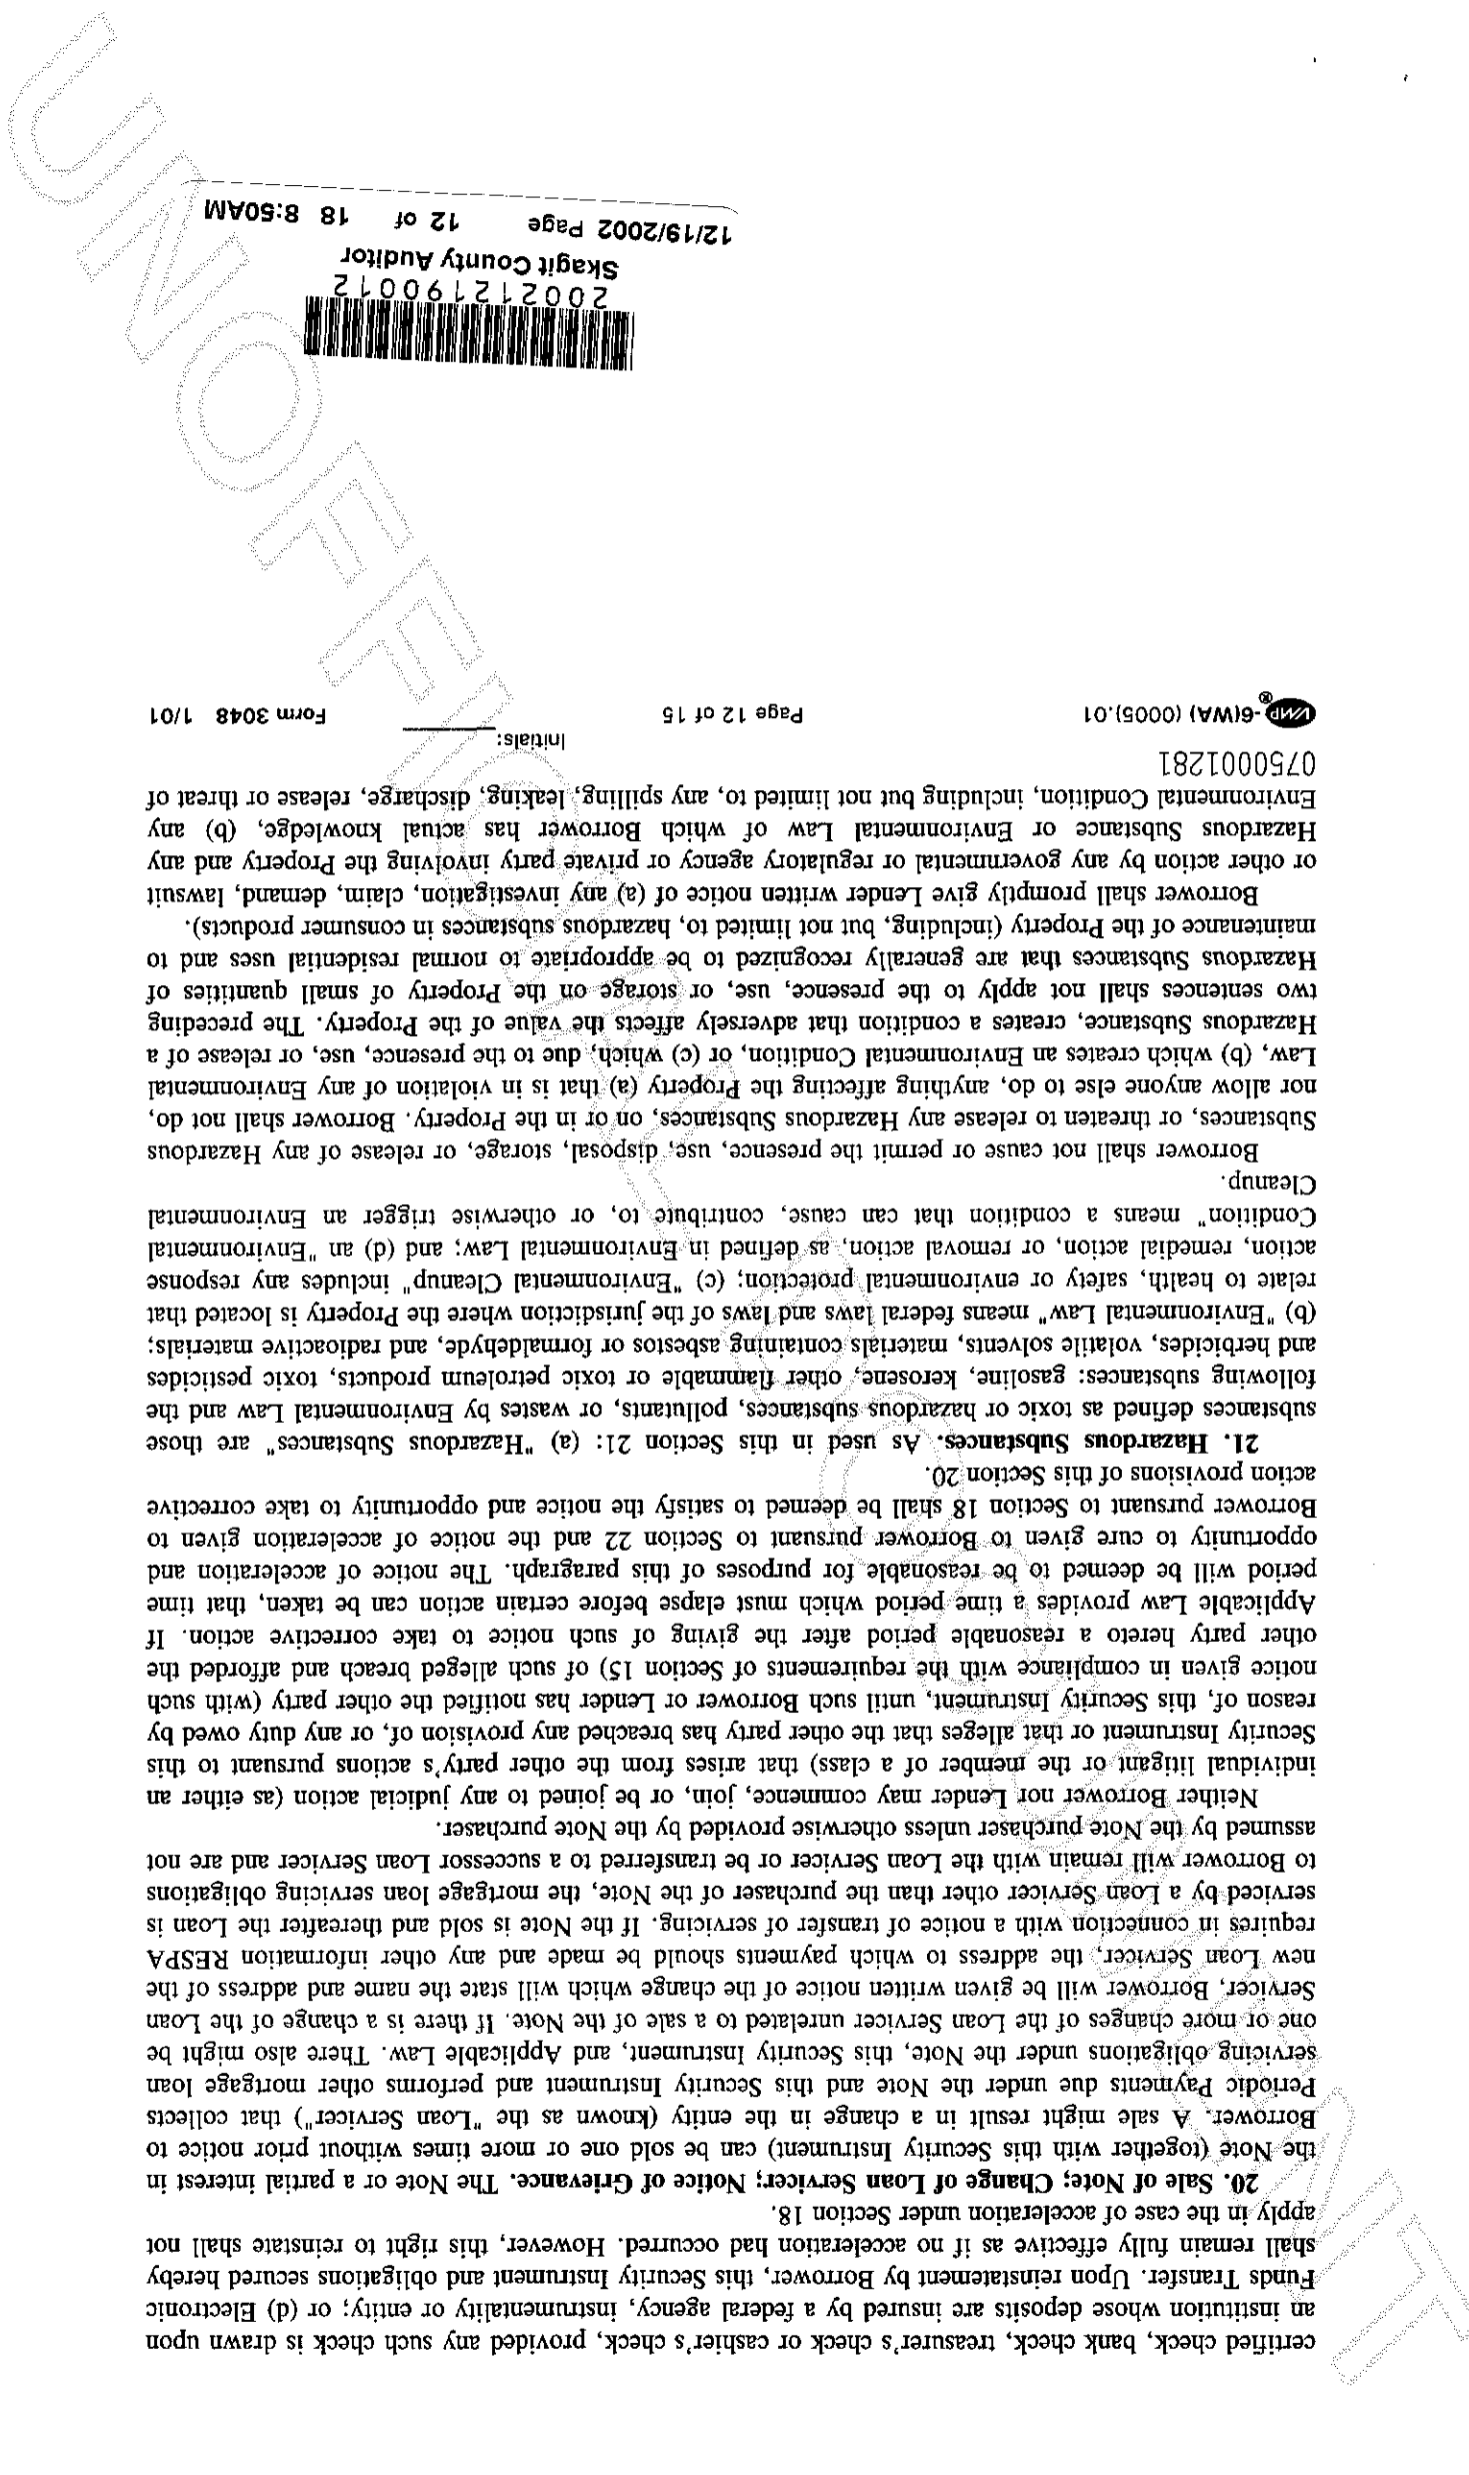 certified check, bank check, treasurer's check or cashier's check, provided any such check is drawn upon
an institution whose deposits are insured by a federal agency, instrumentality or entity; or (d) Electronic
Funds Transfer. Upon reinstatement by Borrower, this Security Instrument and obligations secured hereby
shall remain fully effective as if no acceleration had occurred. However, this right to reinstate shall not
apply in the case of acceleration under Section 18.
20. Sale of Note; Change of Loan Servicer; Notice of Grievance. The Note or a partial interest in
the Note (together with this Security Instrument) can be sold one or more times without prior notice to
Borrower. A sale might result in a change in the entity (known as the "Loan Servicer") that collects
Periodic Payments due under the Note and this Security Instrument and performs other mortgage loan
servicing obligations under the Note, this Security Instrument, and Applicable Law. There also might be
one or more changes of the Loan Servicer unrelated to a sale of the Note. If there is a change of the Loan
Servicer, Borrower will be given written notice of the change which will state the name and address of the
new Loan Servicer, the address to which payments should be made and any other information RESPA
requires in connection with a notice of transfer of servicing. If the Note is sold and thereafter the Loan is
serviced by a Loan Servicer other than the purchaser of the Note, the mortgage loan servicing obligations
to Borrower will remain with the Loan Servicer or be transferred to a successor Loan Servicer and are not
assumed by the Note purchaser unless otherwise provided by the Note purchaser.
Neither Borrower nor Lender may commence, join, or be joined to any judicial action (as either an
individual litigant or the member of a class) that arises from the other party's actions pursuant to this
Security Instrument or that alleges that the other party has breached any provision of, or any duty owed by
reason of, this Security Instrument, until such Borrower or Lender has notified the other party (with such
notice given in compliance with the requirements of Section 15) of such alleged breach and afforded the
other party hereto a reasonable period after the giving of such notice to take corrective action. If
Applicable Law provides a time period which must elapse before certain action can be taken, that time
period will be deemed to be reasonable for purposes of this paragraph. The notice of acceleration and
opportunity to cure given to Borrower pursuant to Section 22 and the notice of acceleration given to
Borrower pursuant to Section 18 shall be deemed to satisfy the notice and opportunity to take corrective
action provisions of this Section 20.
21. Hazardous Substances. As used in this Section 21: (a) "Hazardous Substances" are those
substances defined as toxic or hazardous substances, pollutants, or wastes by Environmental Law and the
following substances: gasoline, kerosene, other flammable or toxic petroleum products, toxic pesticides
and herbicides, volatile solvents, materials containing asbestos or formaldehyde, and radioactive materials;
(b) "Environmental Law" means federal laws and laws of the jurisdiction where the Property is located that
relate to health, safety or environmental protection; (c) "Environmental Cleanup" includes any response
action, remedial action, or removal action, as defined in Environmental Law; and (d) an "Environmental
Condition" means a condition that can cause, contribute to, or otherwise trigger an Environmental
Cleanup.
Borrower shall not cause or permit the presence, use, disposal, storage, or release of any Hazardous
Substances, or threaten to release any Hazardous Substances, on or in the Property. Borrower shall not do,
nor allow anyone else to do, anything affecting the Property (a) that is in violation of any Environmental
Law, (b) which creates an Environmental Condition, or (c) which, due to the presence, use, or release of a
Hazardous Substance, creates a condition that adversely affects the value of the Property. The preceding
two sentences shall not apply to the presence, use, or storage on the Property of small quantities of
Hazardous Substances that are generally recognized to be appropriate to normal residential uses and to
maintenance of the Property (including, but not limited to, hazardous substances in consumer products).
Borrower shall promptly give Lender written notice of (a) any investigation, claim, demand, lawsuit
or other action by any governmental or regulatory agency or private party involving the Property and any
Hazardous Substance or Environmental Law of which Borrower has actual knowledge, (b) any
Environmental Condition, including but not limited to, any spilling, leaking, discharge, release or threat of
0750001281
Initials:
VMP®-6(WA) (0005).01 Page 12 of 15 Form 3048 1/01
200212190012
Skagit County Auditor
12/19/2002 Page 12 of 18 8:50AM
UNOFFICIAL DOCUMENT